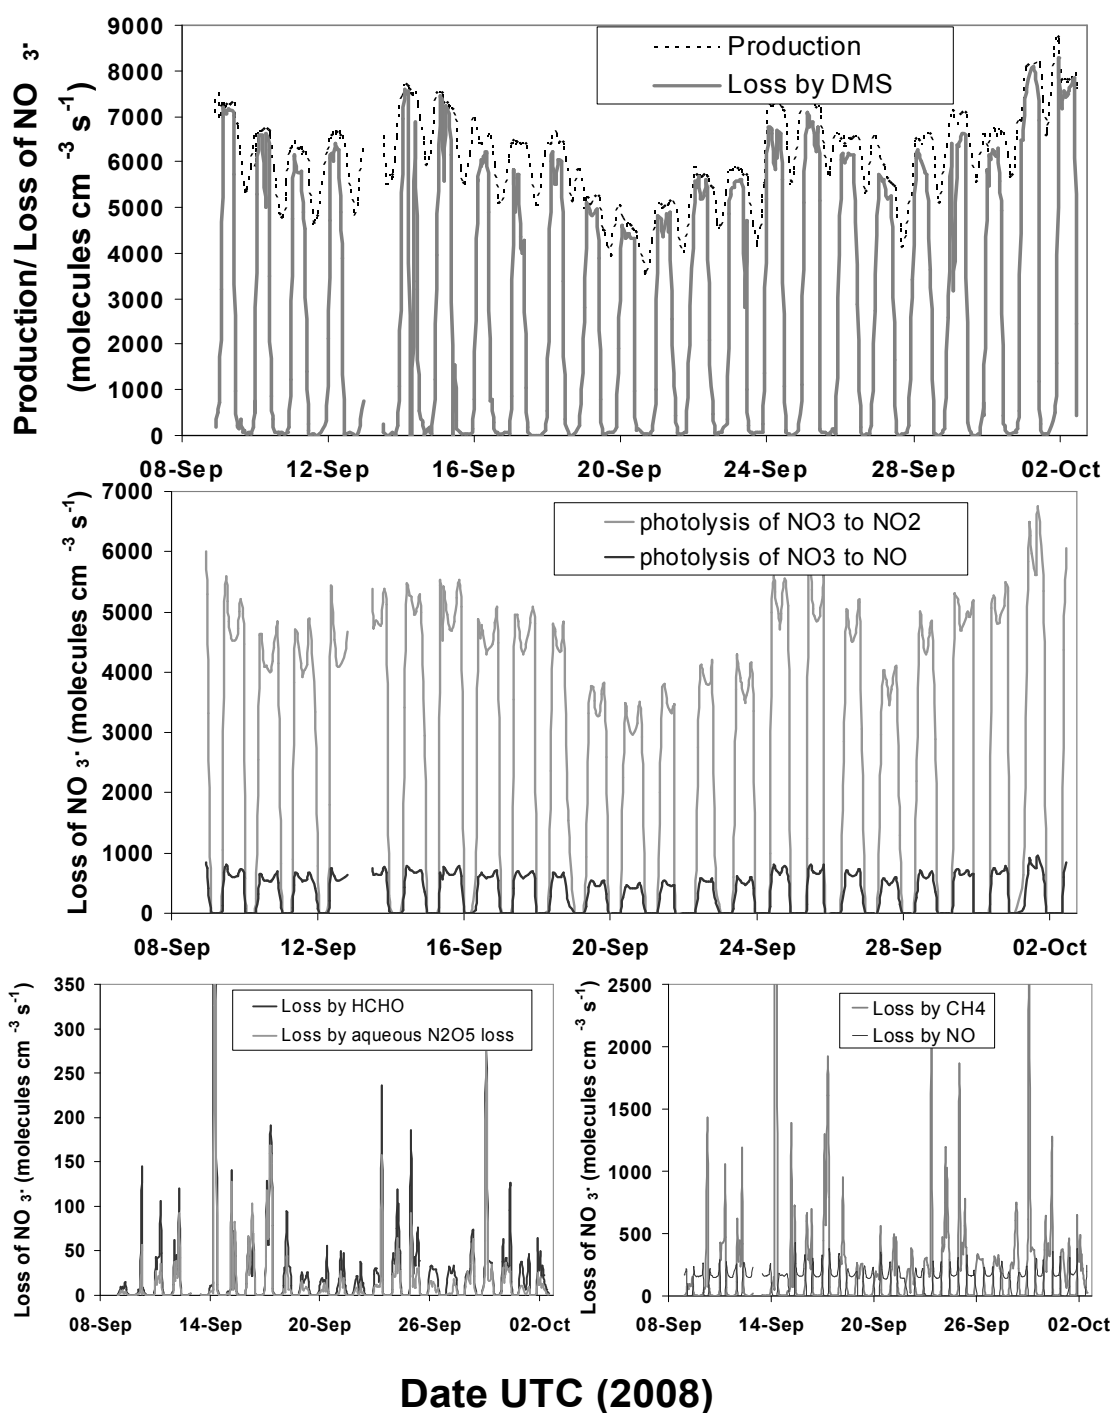 Production/ Loss of NO 3•
(molecules cm -3 s-1)
9000
8000
7000
6000
5000
4000
3000
2000
1000
0
Production
Loss by DMS
08-Sep 12-Sep 16-Sep 20-Sep 24-Sep 28-Sep 02-Oct
Loss of NO 3• (molecules cm -3 s-1)
7000
6000
5000
4000
3000
2000
1000
0
photolysis of NO3 to NO2
photolysis of NO3 to NO
08-Sep 12-Sep 16-Sep 20-Sep 24-Sep 28-Sep 02-Oct
Loss of NO 3• (molecules cm -3 s-1)
350
300
250
200
150
100
50
0
Loss by HCHO
Loss by aqueous N2O5 loss
08-Sep 14-Sep 20-Sep 26-Sep 02-Oct
Loss of NO 3• (molecules cm -3 s-1)
2500
2000
1500
1000
500
0
Loss by CH4
Loss by NO
08-Sep 14-Sep 20-Sep 26-Sep 02-Oct
Date UTC (2008)